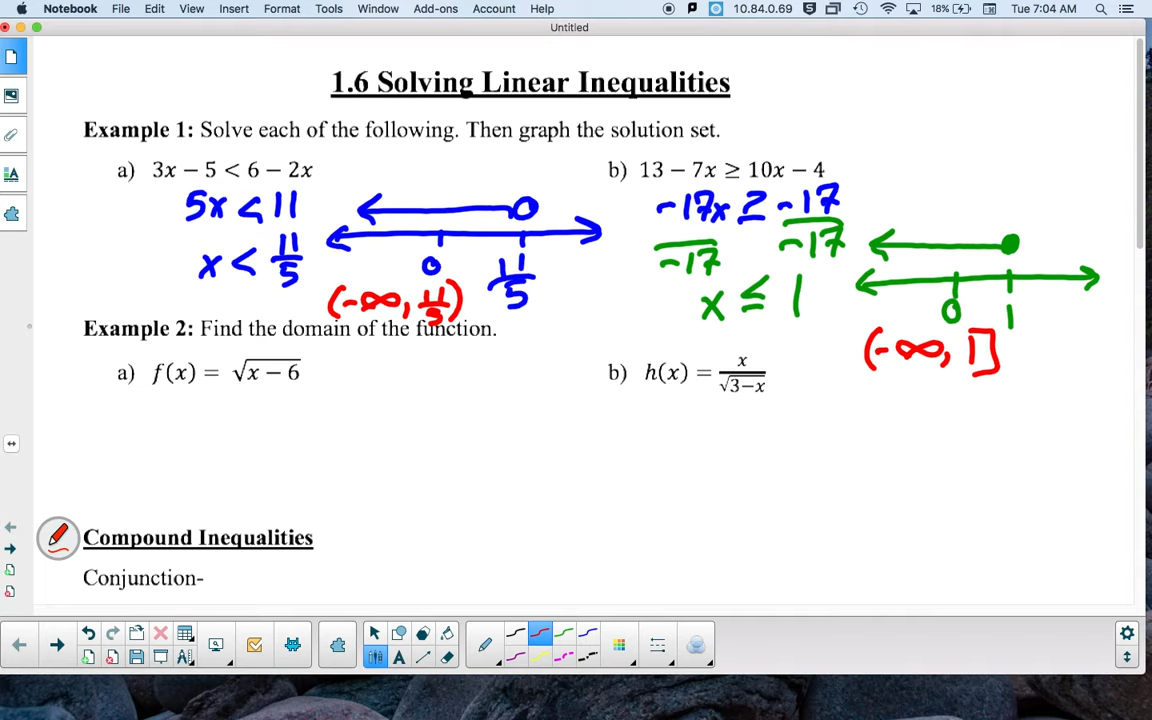 Notebook File Edit View Insert Format Tools Window Add-ons Account Help 10.84.0.69 18% Tue 7:04 AM
Untitled
1.6 Solving Linear Inequalities
Example 1: Solve each of the following. Then graph the solution set.
a) 3x − 5 < 6 − 2x
5x < 11
x < 11/5
0 11/5
(-∞, 11/5)
b) 13 − 7x ≥ 10x − 4
-17x ≥ -17
-17 -17
x ≤ 1
0 1
(-∞, 1]
Example 2: Find the domain of the function.
a) f(x) = √(x − 6)
b) h(x) = x/√(3−x)
Compound Inequalities
Conjunction-